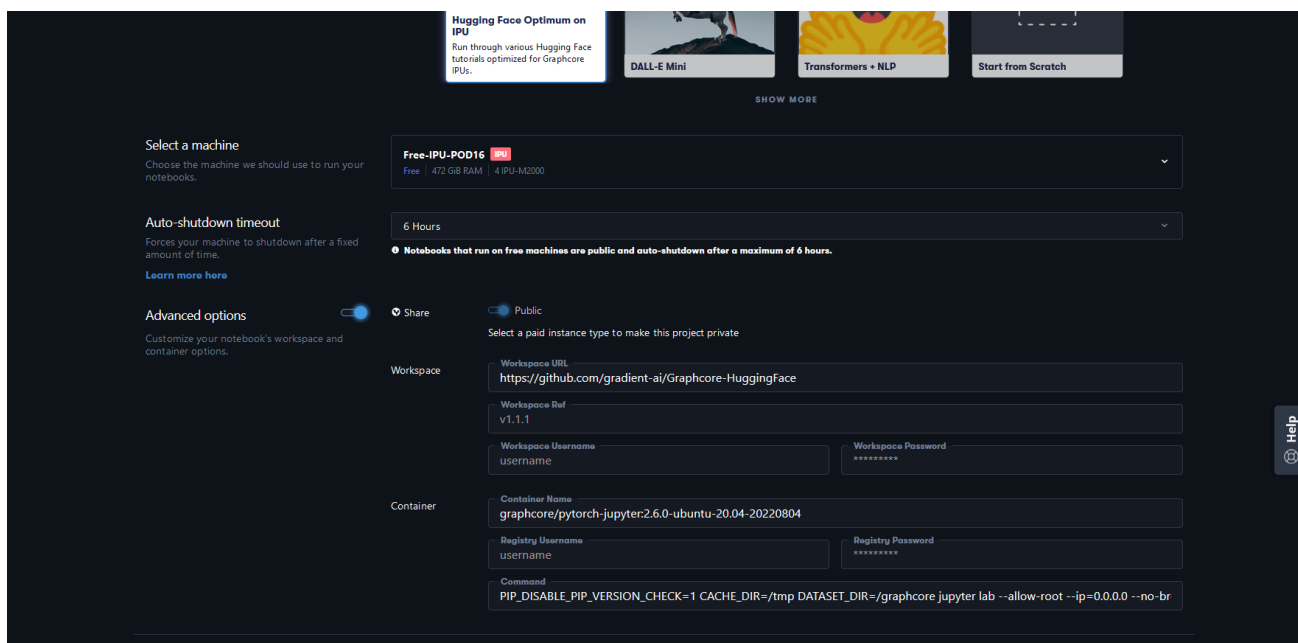 Hugging Face Optimum on
IPU
Run through various Hugging Face
tutorials optimized for Graphcore
IPUs.
DALL-E Mini
Transformers + NLP
Start from Scratch
SHOW MORE
Select a machine
Choose the machine we should use to run your
notebooks.
Free-IPU-POD16 IPU
Free | 472 GiB RAM | 4 IPU-M2000
Auto-shutdown timeout
Forces your machine to shutdown after a fixed
amount of time.
Learn more here
6 Hours
Notebooks that run on free machines are public and auto-shutdown after a maximum of 6 hours.
Advanced options
Customize your notebook's workspace and
container options.
Share
Public
Select a paid instance type to make this project private
Workspace
Workspace URL
https://github.com/gradient-ai/Graphcore-HuggingFace
Workspace Ref
v1.1.1
Workspace Username
username
Workspace Password
*********
Container
Container Name
graphcore/pytorch-jupyter:2.6.0-ubuntu-20.04-20220804
Registry Username
username
Registry Password
*********
Command
PIP_DISABLE_PIP_VERSION_CHECK=1 CACHE_DIR=/tmp DATASET_DIR=/graphcore jupyter lab --allow-root --ip=0.0.0.0 --no-br
Help